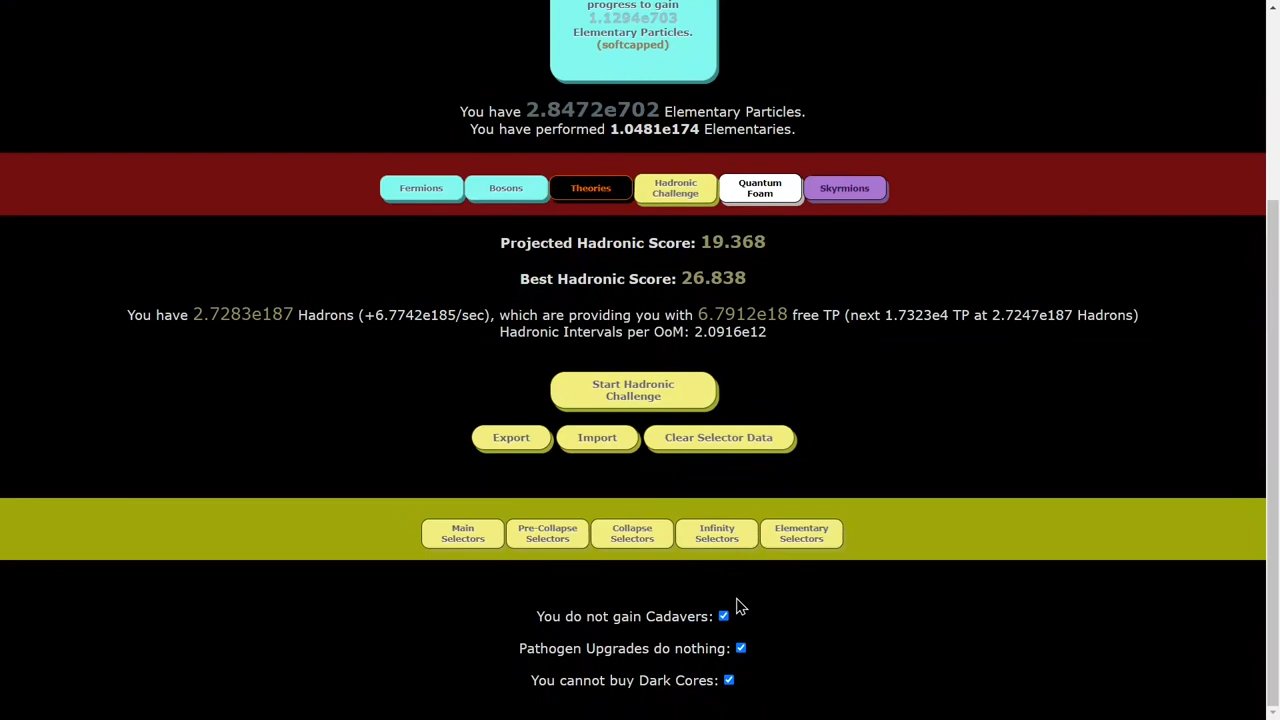 progress to gain
1.1294e703
Elementary Particles.
(softcapped)
You have 2.8472e702 Elementary Particles.
You have performed 1.0481e174 Elementaries.
Fermions
Bosons
Theories
Hadronic
Challenge
Quantum
Foam
Skyrmions
Projected Hadronic Score: 19.368
Best Hadronic Score: 26.838
You have 2.7283e187 Hadrons (+6.7742e185/sec), which are providing you with 6.7912e18 free TP (next 1.7323e4 TP at 2.7247e187 Hadrons)
Hadronic Intervals per OoM: 2.0916e12
Start Hadronic
Challenge
Export
Import
Clear Selector Data
Main
Selectors
Pre-Collapse
Selectors
Collapse
Selectors
Infinity
Selectors
Elementary
Selectors
You do not gain Cadavers:
Pathogen Upgrades do nothing:
You cannot buy Dark Cores: